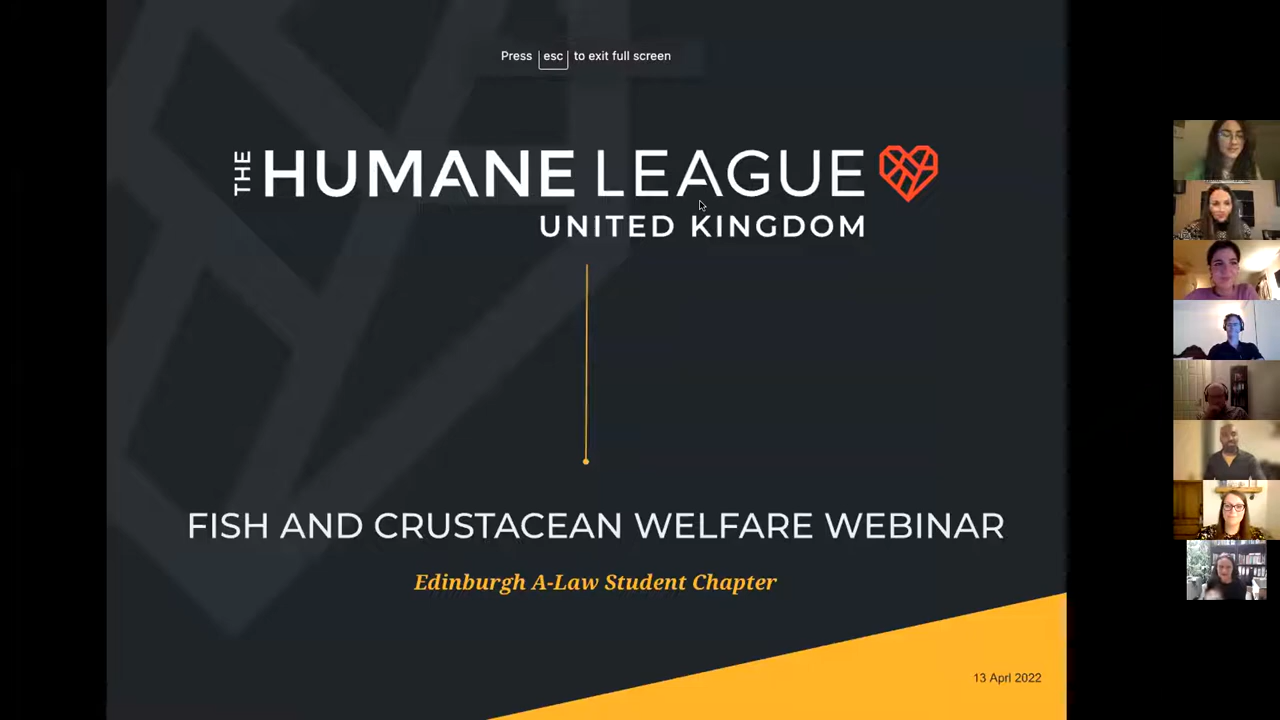 Press esc to exit full screen
THE HUMANE LEAGUE
UNITED KINGDOM
FISH AND CRUSTACEAN WELFARE WEBINAR
Edinburgh A-Law Student Chapter
13 Aprl 2022